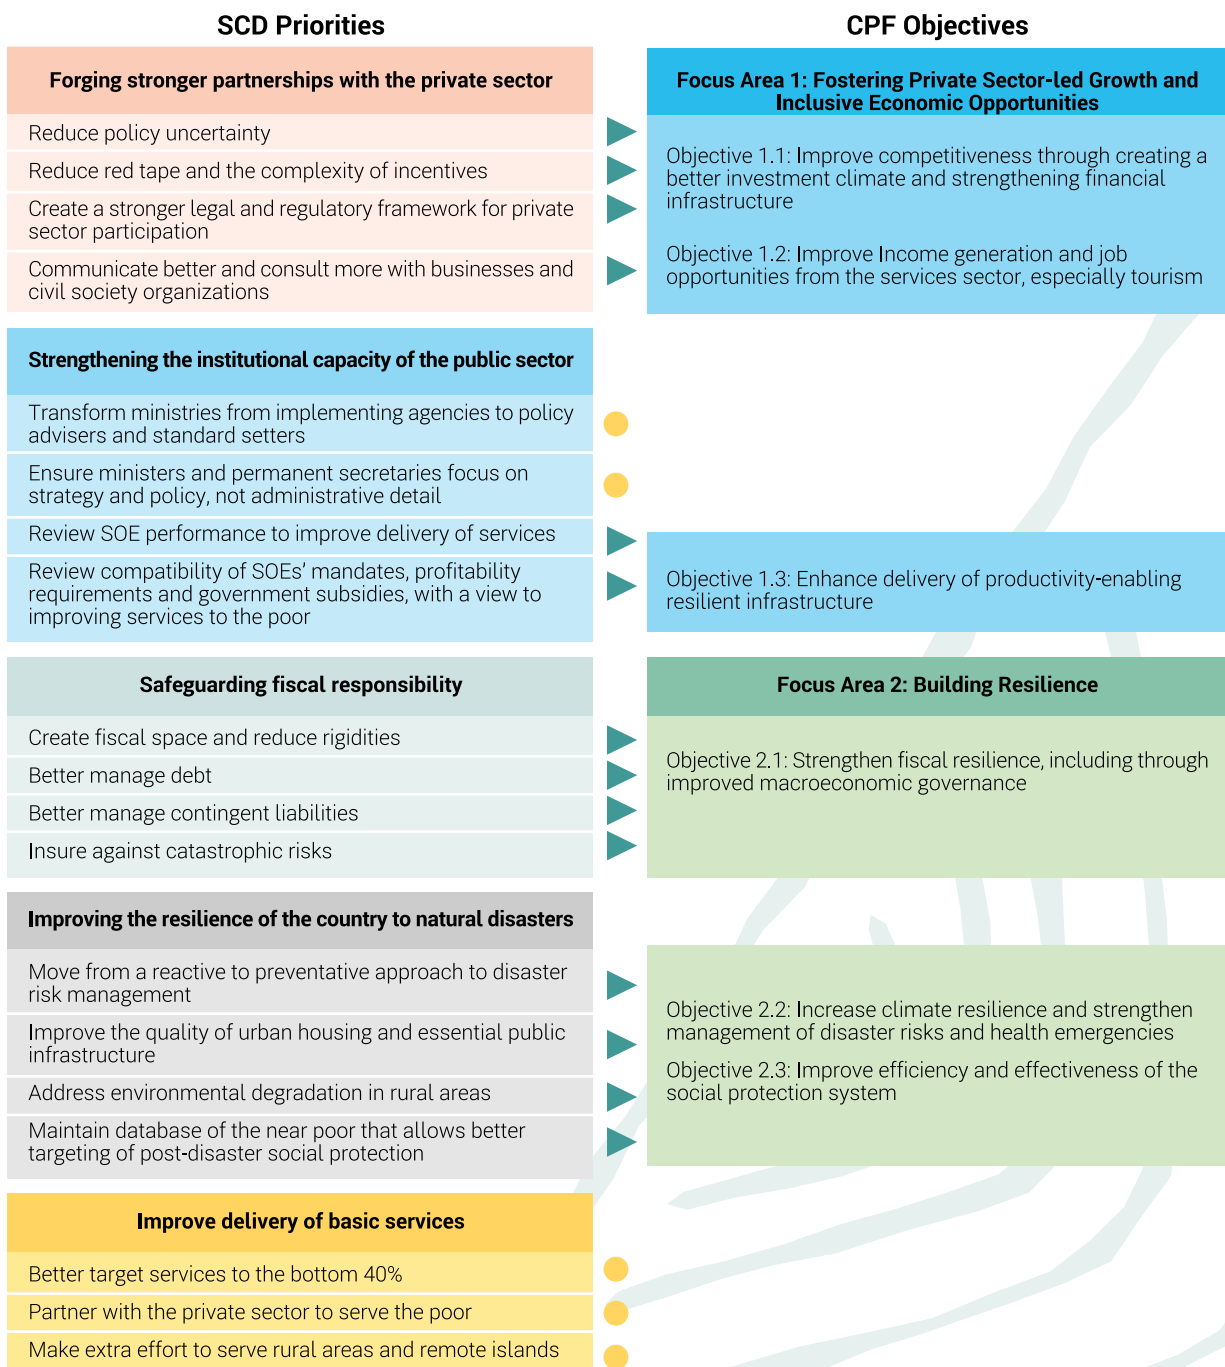 SCD Priorities
CPF Objectives
Forging stronger partnerships with the private sector
Reduce policy uncertainty
Reduce red tape and the complexity of incentives
Create a stronger legal and regulatory framework for private
sector participation
Communicate better and consult more with businesses and
civil society organizations
Focus Area 1: Fostering Private Sector-led Growth and
Inclusive Economic Opportunities
Objective 1.1: Improve competitiveness through creating a
better investment climate and strengthening financial
infrastructure
Objective 1.2: Improve Income generation and job
opportunities from the services sector, especially tourism
Strengthening the institutional capacity of the public sector
Transform ministries from implementing agencies to policy
advisers and standard setters
Ensure ministers and permanent secretaries focus on
strategy and policy, not administrative detail
Review SOE performance to improve delivery of services
Review compatibility of SOEs’ mandates, profitability
requirements and government subsidies, with a view to
improving services to the poor
Objective 1.3: Enhance delivery of productivity-enabling
resilient infrastructure
Safeguarding fiscal responsibility
Create fiscal space and reduce rigidities
Better manage debt
Better manage contingent liabilities
Insure against catastrophic risks
Focus Area 2: Building Resilience
Objective 2.1: Strengthen fiscal resilience, including through
improved macroeconomic governance
Improving the resilience of the country to natural disasters
Move from a reactive to preventative approach to disaster
risk management
Improve the quality of urban housing and essential public
infrastructure
Address environmental degradation in rural areas
Maintain database of the near poor that allows better
targeting of post-disaster social protection
Objective 2.2: Increase climate resilience and strengthen
management of disaster risks and health emergencies
Objective 2.3: Improve efficiency and effectiveness of the
social protection system
Improve delivery of basic services
Better target services to the bottom 40%
Partner with the private sector to serve the poor
Make extra effort to serve rural areas and remote islands